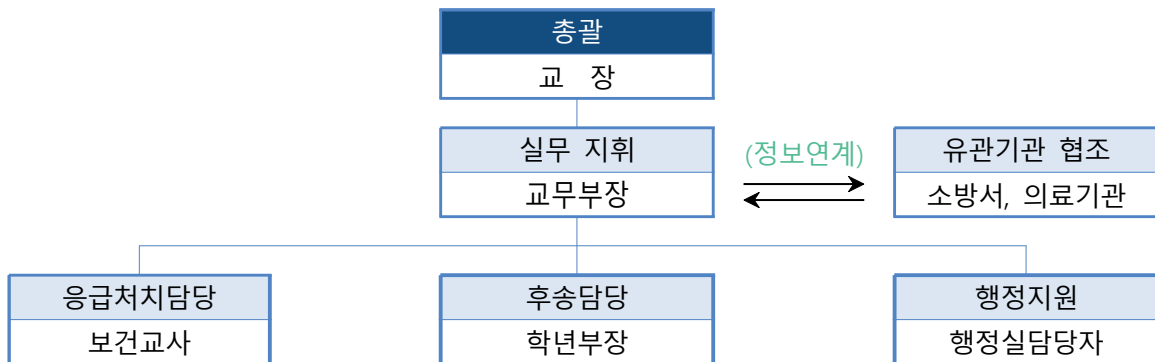 총괄
교 장
실무 지휘
교무부장
(정보연계)
유관기관 협조
소방서, 의료기관
응급처치담당
보건교사
후송담당
학년부장
행정지원
행정실담당자